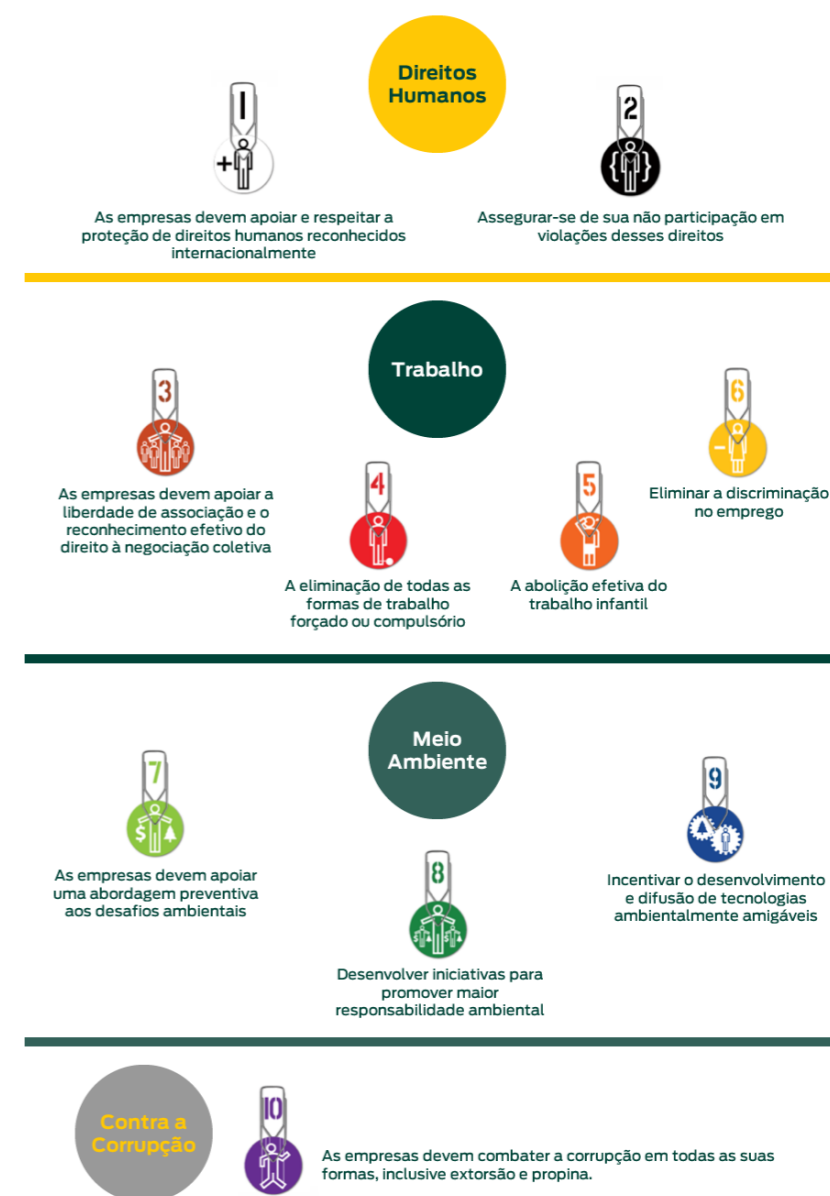 Direitos
Humanos
1
2
As empresas devem apoiar e respeitar a
proteção de direitos humanos reconhecidos
internacionalmente
Assegurar-se de sua não participação em
violações desses direitos
Trabalho
3
As empresas devem apoiar a
liberdade de associação e o
reconhecimento efetivo do
direito à negociação coletiva
4
A eliminação de todas as
formas de trabalho
forçado ou compulsório
5
A abolição efetiva do
trabalho infantil
6
Eliminar a discriminação
no emprego
Meio
Ambiente
7
$
As empresas devem apoiar
uma abordagem preventiva
aos desafios ambientais
8
Desenvolver iniciativas para
promover maior
responsabilidade ambiental
9
Incentivar o desenvolvimento
e difusão de tecnologias
ambientalmente amigáveis
Contra a
Corrupção
10
As empresas devem combater a corrupção em todas as suas
formas, inclusive extorsão e propina.